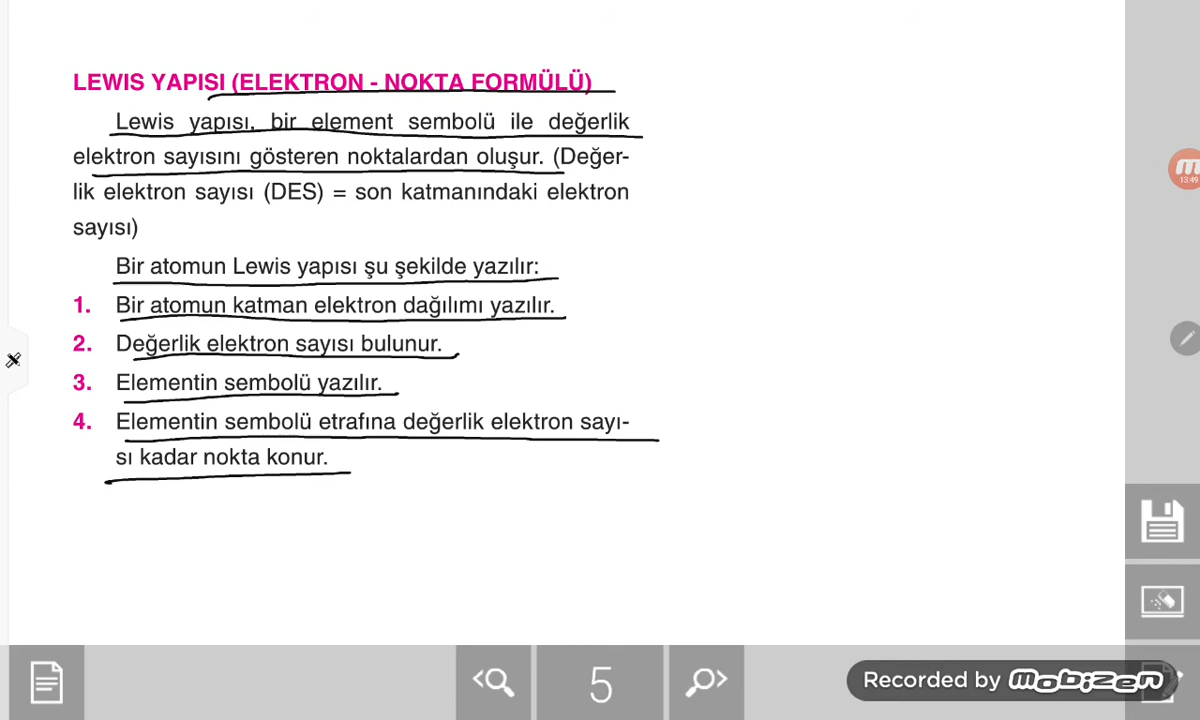 LEWIS YAPISI (ELEKTRON - NOKTA FORMÜLÜ)
Lewis yapısı, bir element sembolü ile değerlik
elektron sayısını gösteren noktalardan oluşur. (Değer-
lik elektron sayısı (DES) = son katmanındaki elektron
sayısı)
Bir atomun Lewis yapısı şu şekilde yazılır:
1. Bir atomun katman elektron dağılımı yazılır.
2. Değerlik elektron sayısı bulunur.
3. Elementin sembolü yazılır.
4. Elementin sembolü etrafına değerlik elektron sayı-
sı kadar nokta konur.
13:49
5
Recorded by mobizen